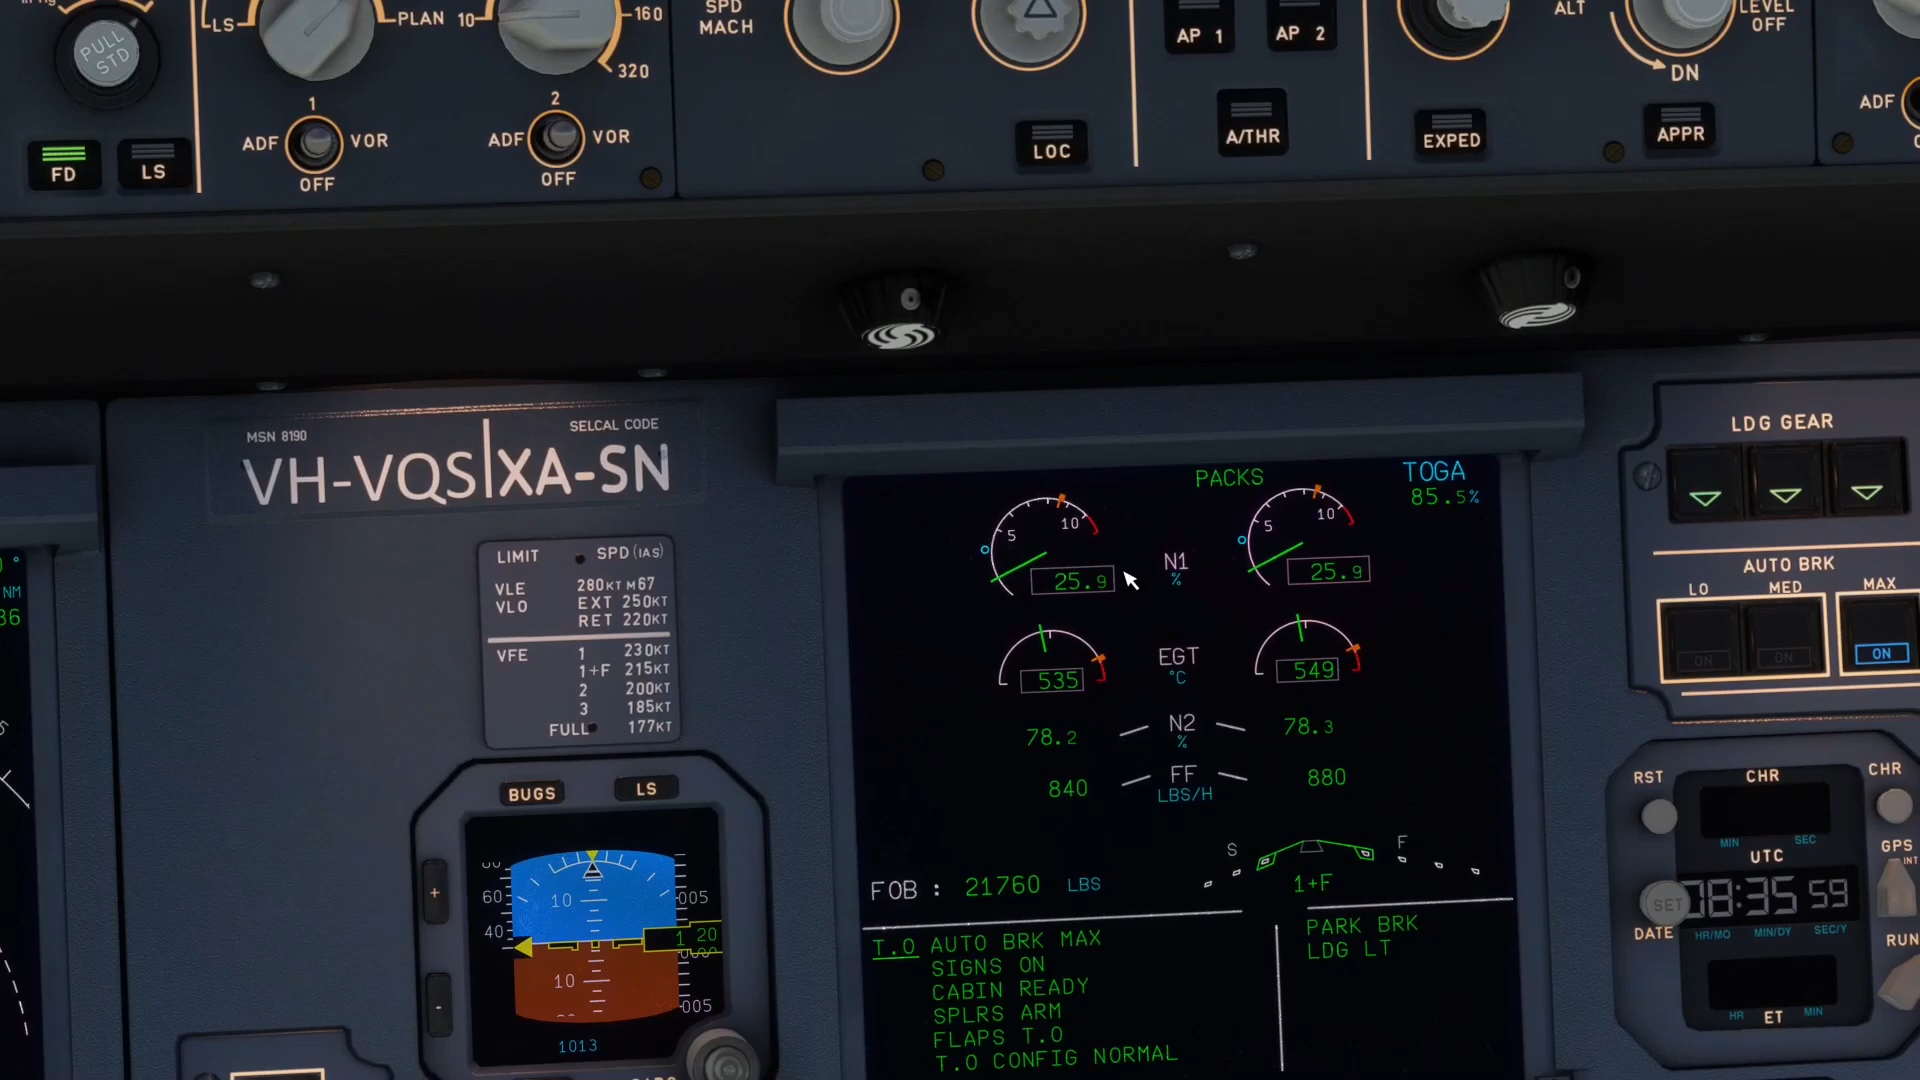 PULL
STD
LS
PLAN
10
160
320
SPD
MACH
AP 1
AP 2
ALT
LEVEL
OFF
DN
FD
LS
1
ADF
VOR
OFF
2
ADF
VOR
OFF
LOC
A/THR
EXPED
APPR
ADF
MSN 8190
SELCAL CODE
VH-VQS
XA-SN
LIMIT SPD (IAS)
VLE 280KT M67
VLO EXT 250KT
RET 220KT
VFE 1 230KT
1+F 215KT
2 200KT
3 185KT
FULL 177KT
NM
BUGS
LS
+
-
60
40
10
10
005
1 20
005
1013
PACKS
TOGA
85.5%
5
10
25.9
N1
%
5
10
25.9
535
EGT
°C
549
78.2
N2
%
78.3
840
FF
LBS/H
880
S
F
1+F
FOB : 21760 LBS
T.O AUTO BRK MAX
SIGNS ON
CABIN READY
SPLRS ARM
FLAPS T.O
T.O CONFIG NORMAL
PARK BRK
LDG LT
LDG GEAR
AUTO BRK
LO
MED
MAX
ON
ON
ON
RST
CHR
CHR
MIN
SEC
UTC
GPS
INT
SET
08:35 59
DATE
HR/MO
MIN/DY
SEC/Y
RUN
HR
ET
MIN